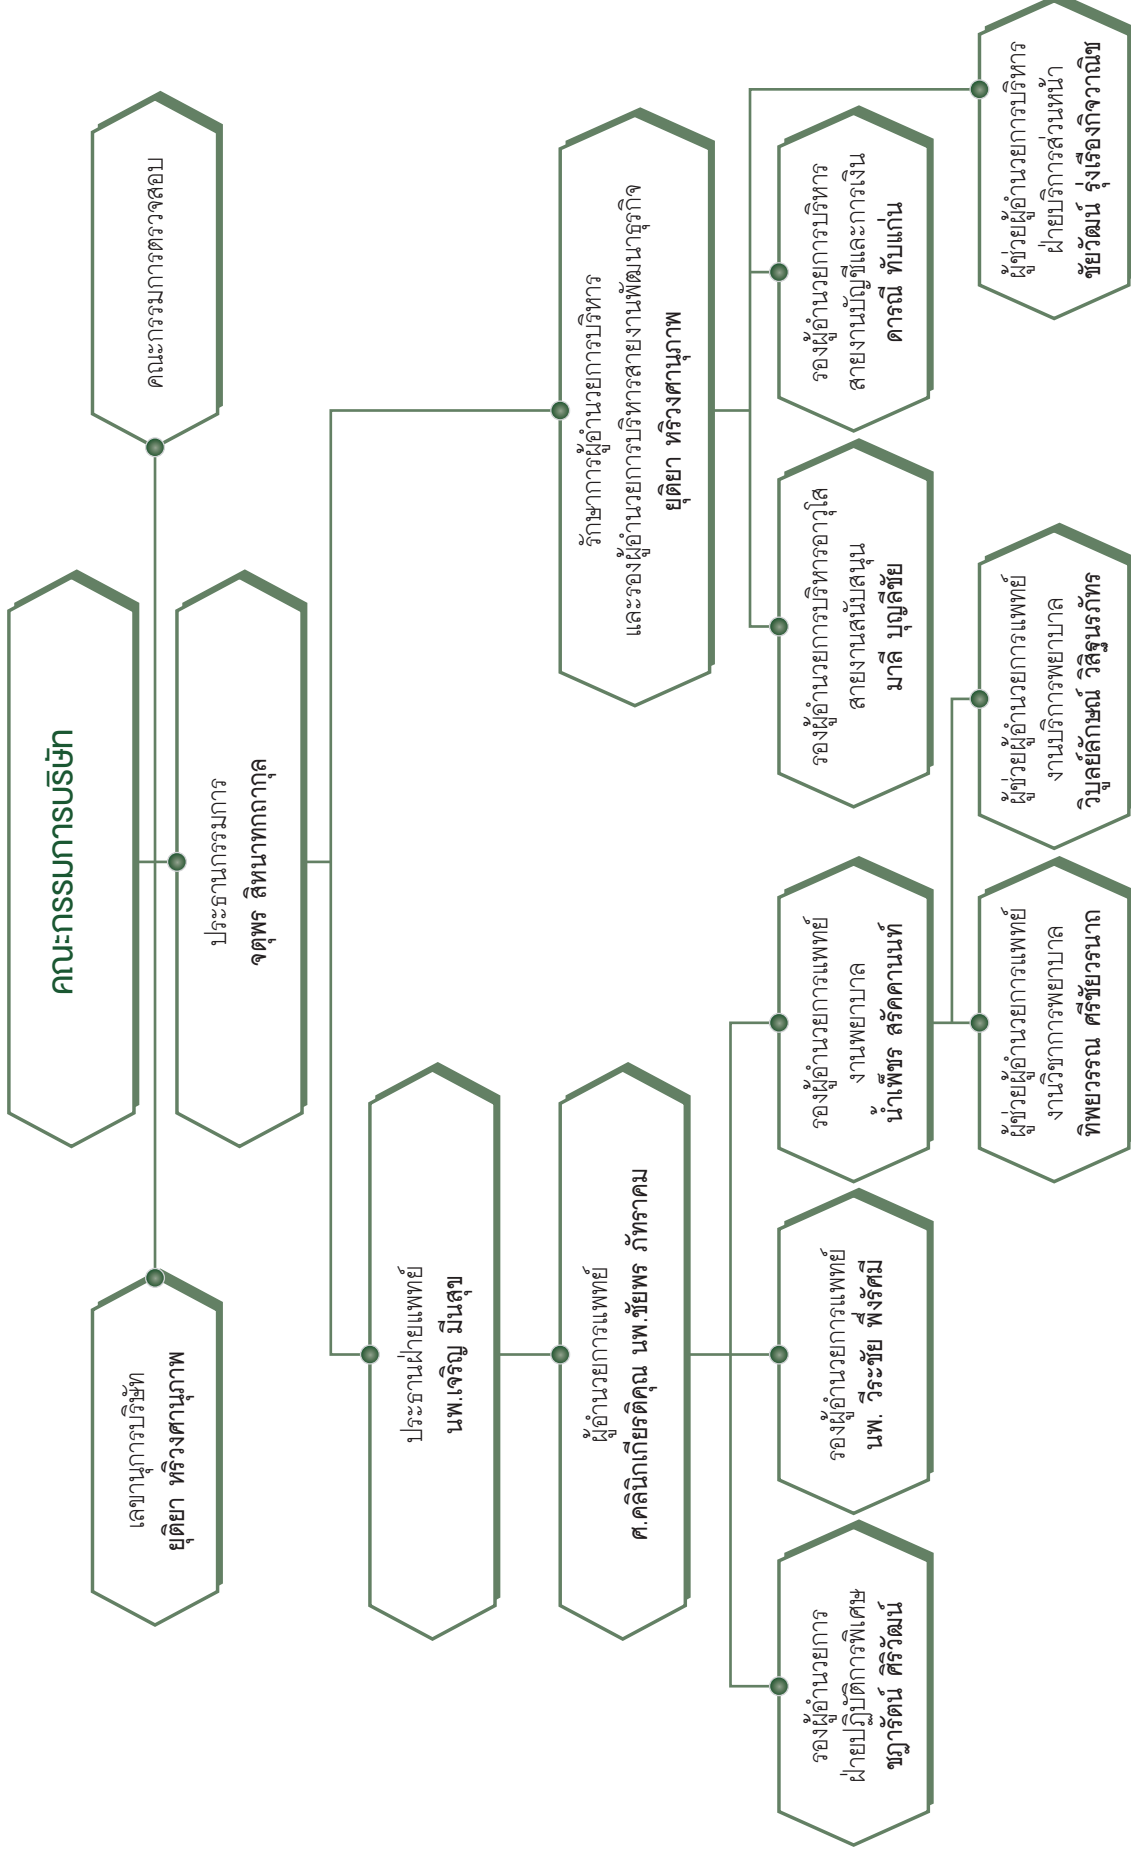 คณะกรรมการบริษัท
เลขานุการบริษัท
ยุติยา หริวงศานุภาพ
คณะกรรมการตรวจสอบ
ประธานกรรมการ
จตุพร สิหนาทกถากุล
ประธานฝ่ายแพทย์
นพ.เจริญ มีนสุข
ผู้อำนวยการแพทย์
ศ.คลินิกเกียรติคุณ นพ.ชัยพร ภัทราคม
รักษาการผู้อำนวยการบริหาร
และรองผู้อำนวยการบริหารสายงานพัฒนาธุรกิจ
ยุติยา หริวงศานุภาพ
รองผู้อำนวยการ
ฝ่ายปฏิบัติการพิเศษ
ชฎารัตน์ ศิริวัฒน์
รองผู้อำนวยการแพทย์
นพ. วีระชัย พึ่งรัศมี
รองผู้อำนวยการแพทย์
งานพยาบาล
น้ำเพ็ชร สรัคคานนท์
รองผู้อำนวยการบริหารอาวุโส
สายงานสนับสนุน
มาลี บุญลีชัย
รองผู้อำนวยการบริหาร
สายงานบัญชีและการเงิน
ดารณี ทับแก่น
ผู้ช่วยผู้อำนวยการแพทย์
งานวิชาการพยาบาล
ทิพยวรรณ ศรีชัยวรนาถ
ผู้ช่วยผู้อำนวยการแพทย์
งานบริการพยาบาล
วิบูลย์ลักษณ์ วิสิฐนรภัทร
ผู้ช่วยผู้อำนวยการบริหาร
ฝ่ายบริการส่วนหน้า
ชัยวัฒน์ รุ่งเรืองกิจวาณิช